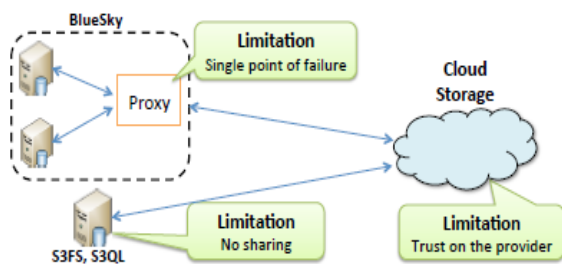 BlueSky
Limitation
Single point of failure
Proxy
Cloud
Storage
Limitation
No sharing
Limitation
Trust on the provider
S3FS, S3QL